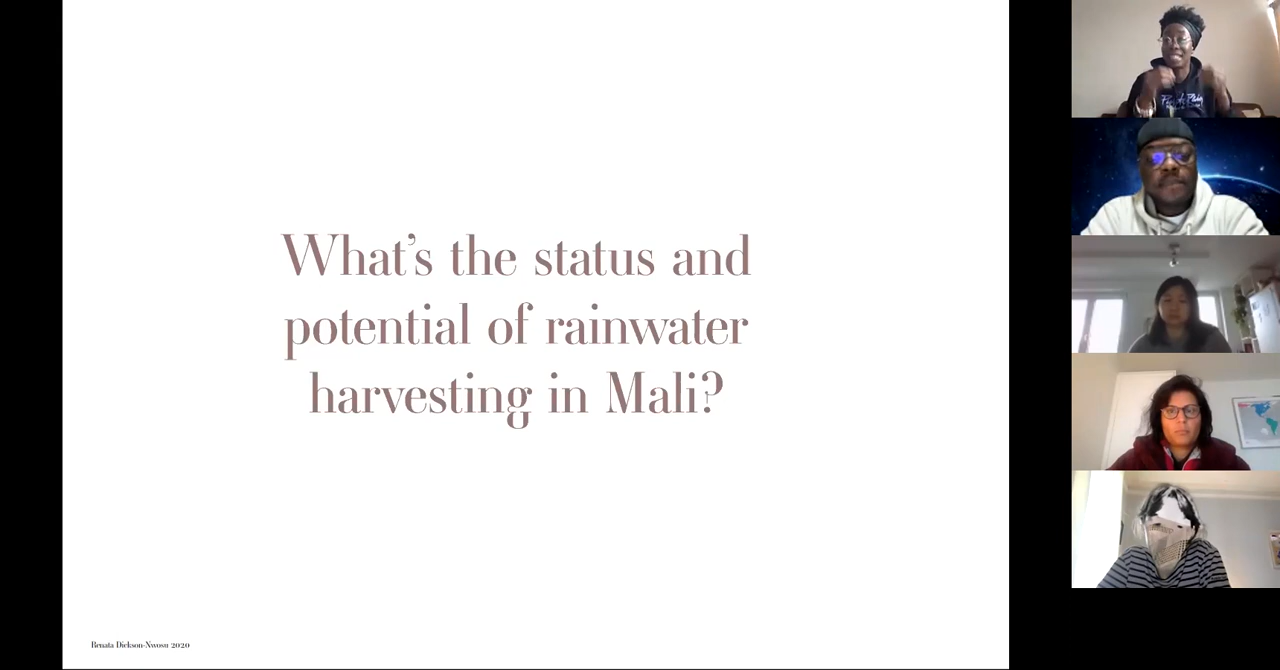 What's the status and
potential of rainwater
harvesting in Mali?
Renata Dickson-Nwosu 2020